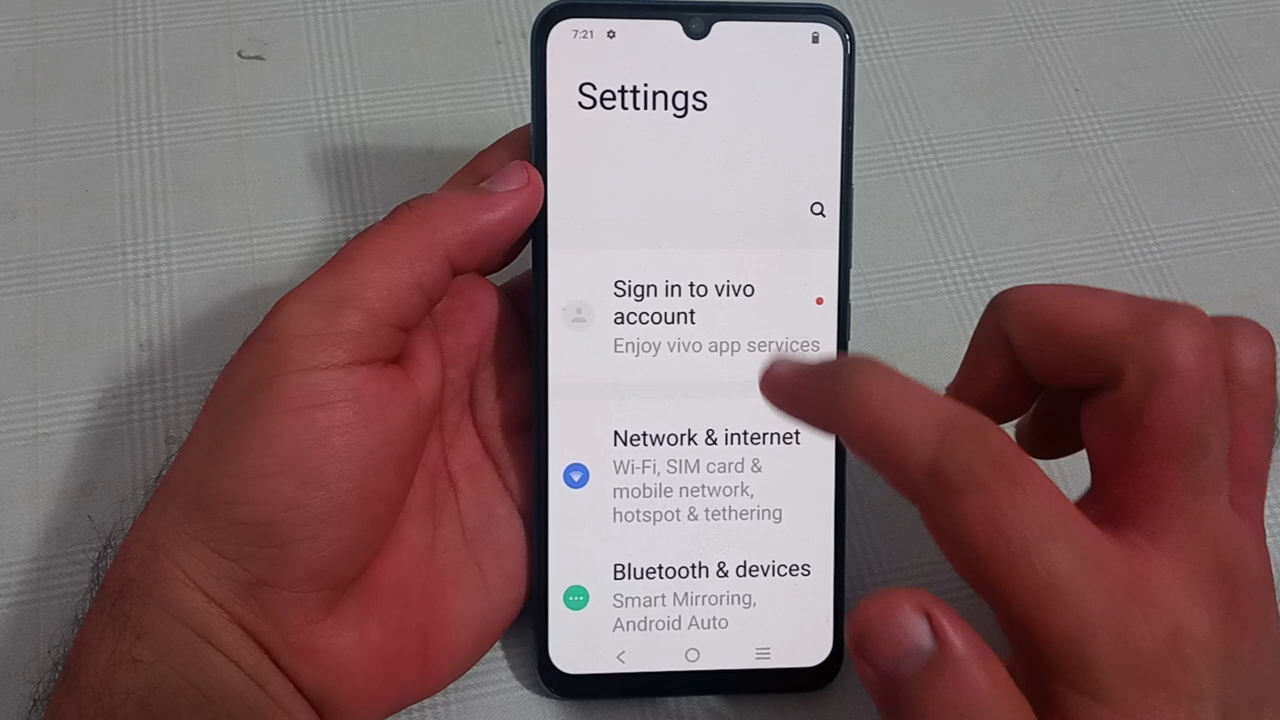 7:21
Settings
Sign in to vivo
account
Enjoy vivo app services
Network & internet
Wi-Fi, SIM card &
mobile network,
hotspot & tethering
Bluetooth & devices
Smart Mirroring,
Android Auto